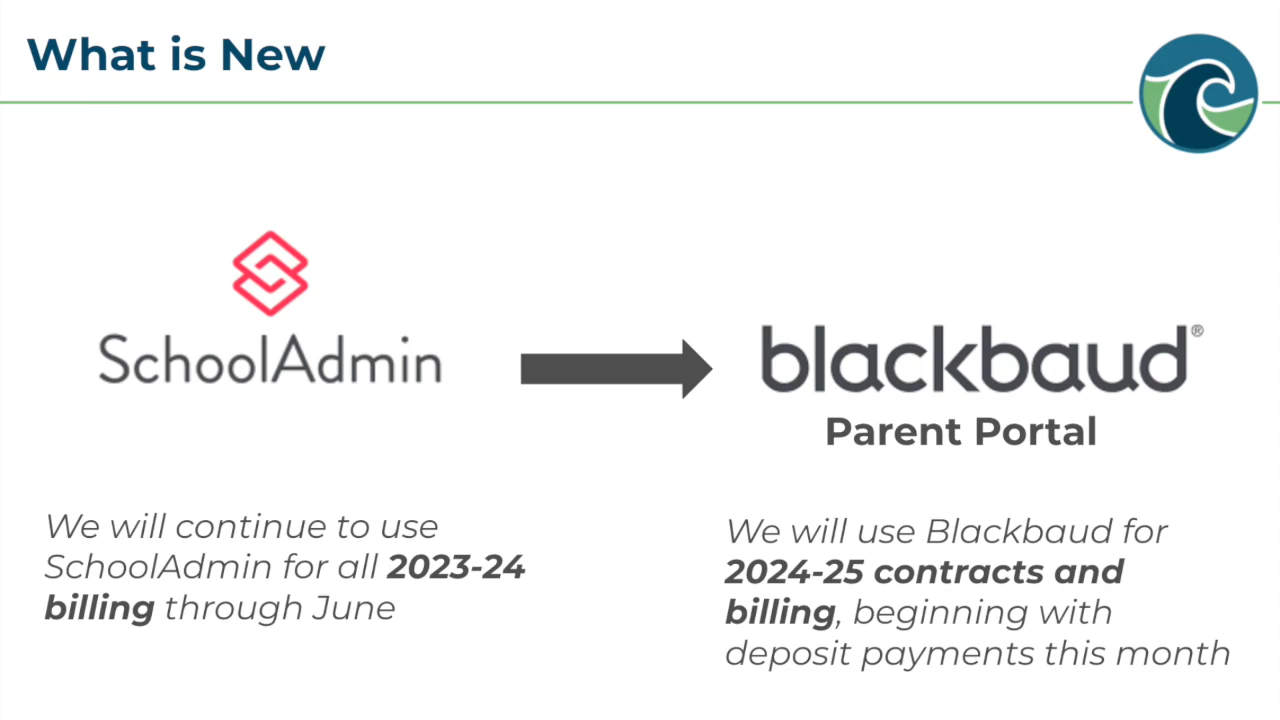 What is New
SchoolAdmin
blackbaud®
Parent Portal
We will continue to use
SchoolAdmin for all 2023-24
billing through June
We will use Blackbaud for
2024-25 contracts and
billing, beginning with
deposit payments this month